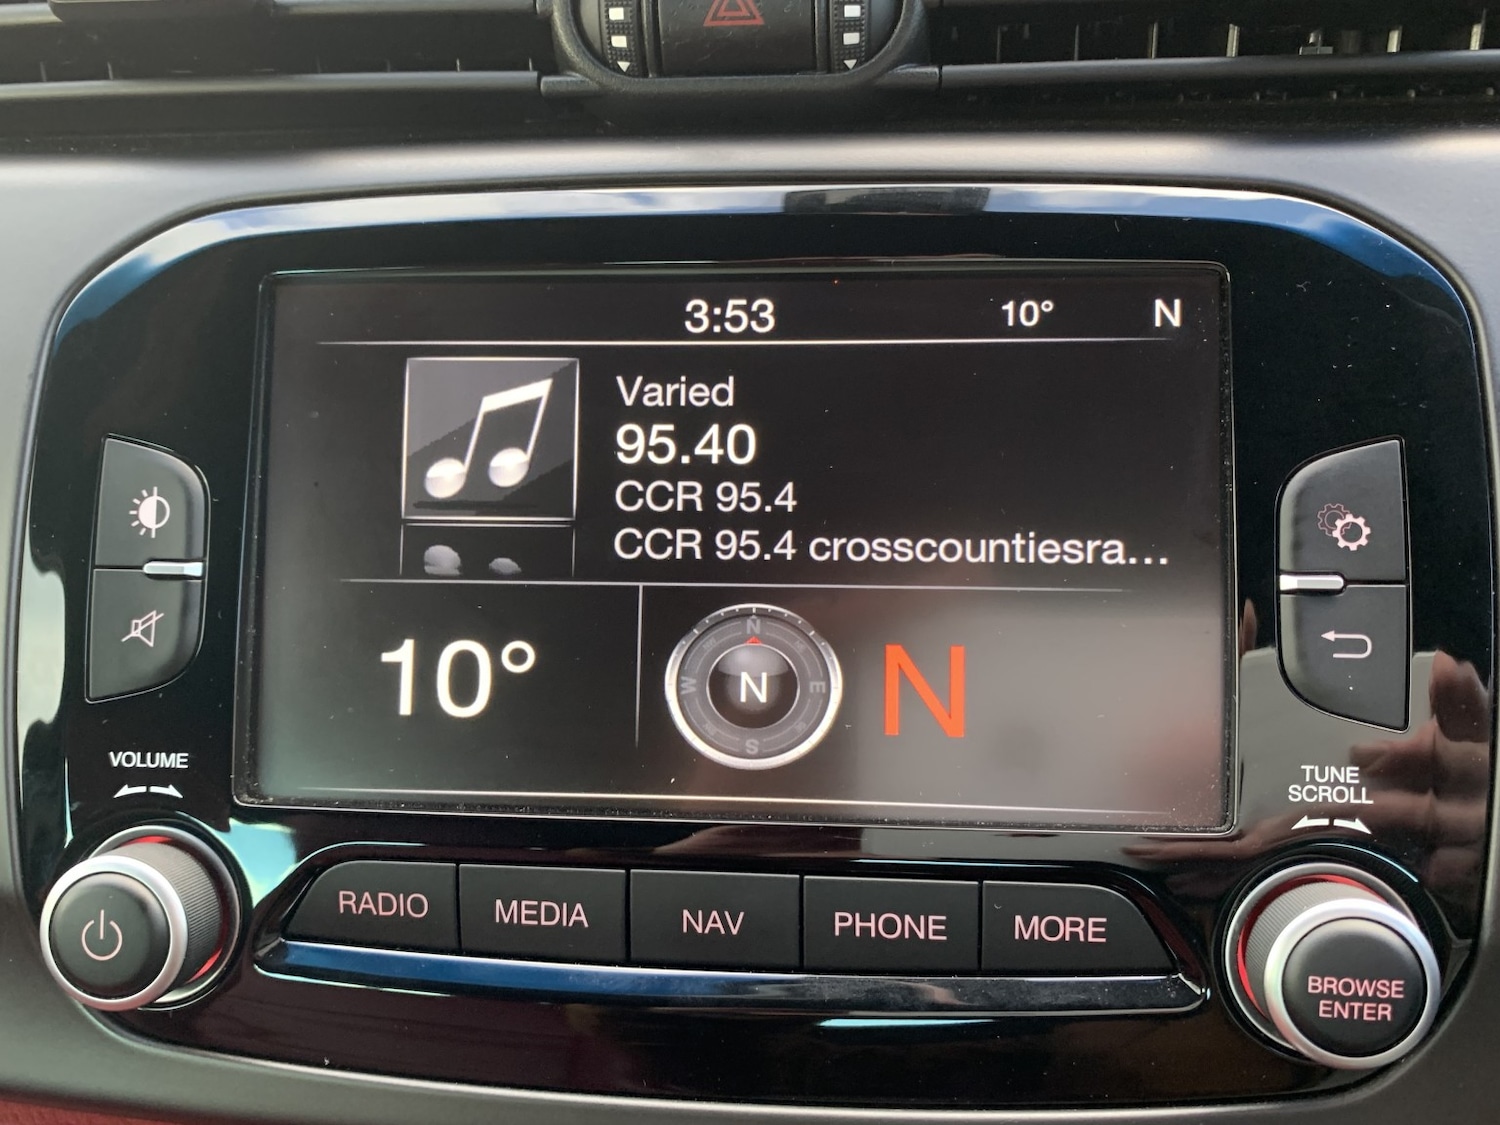 3:53 10° N
Varied
95.40
CCR 95.4
CCR 95.4 crosscountiesra...
10°
N
W N E
S
N
VOLUME
TUNE
SCROLL
RADIO MEDIA NAV PHONE MORE
BROWSE
ENTER